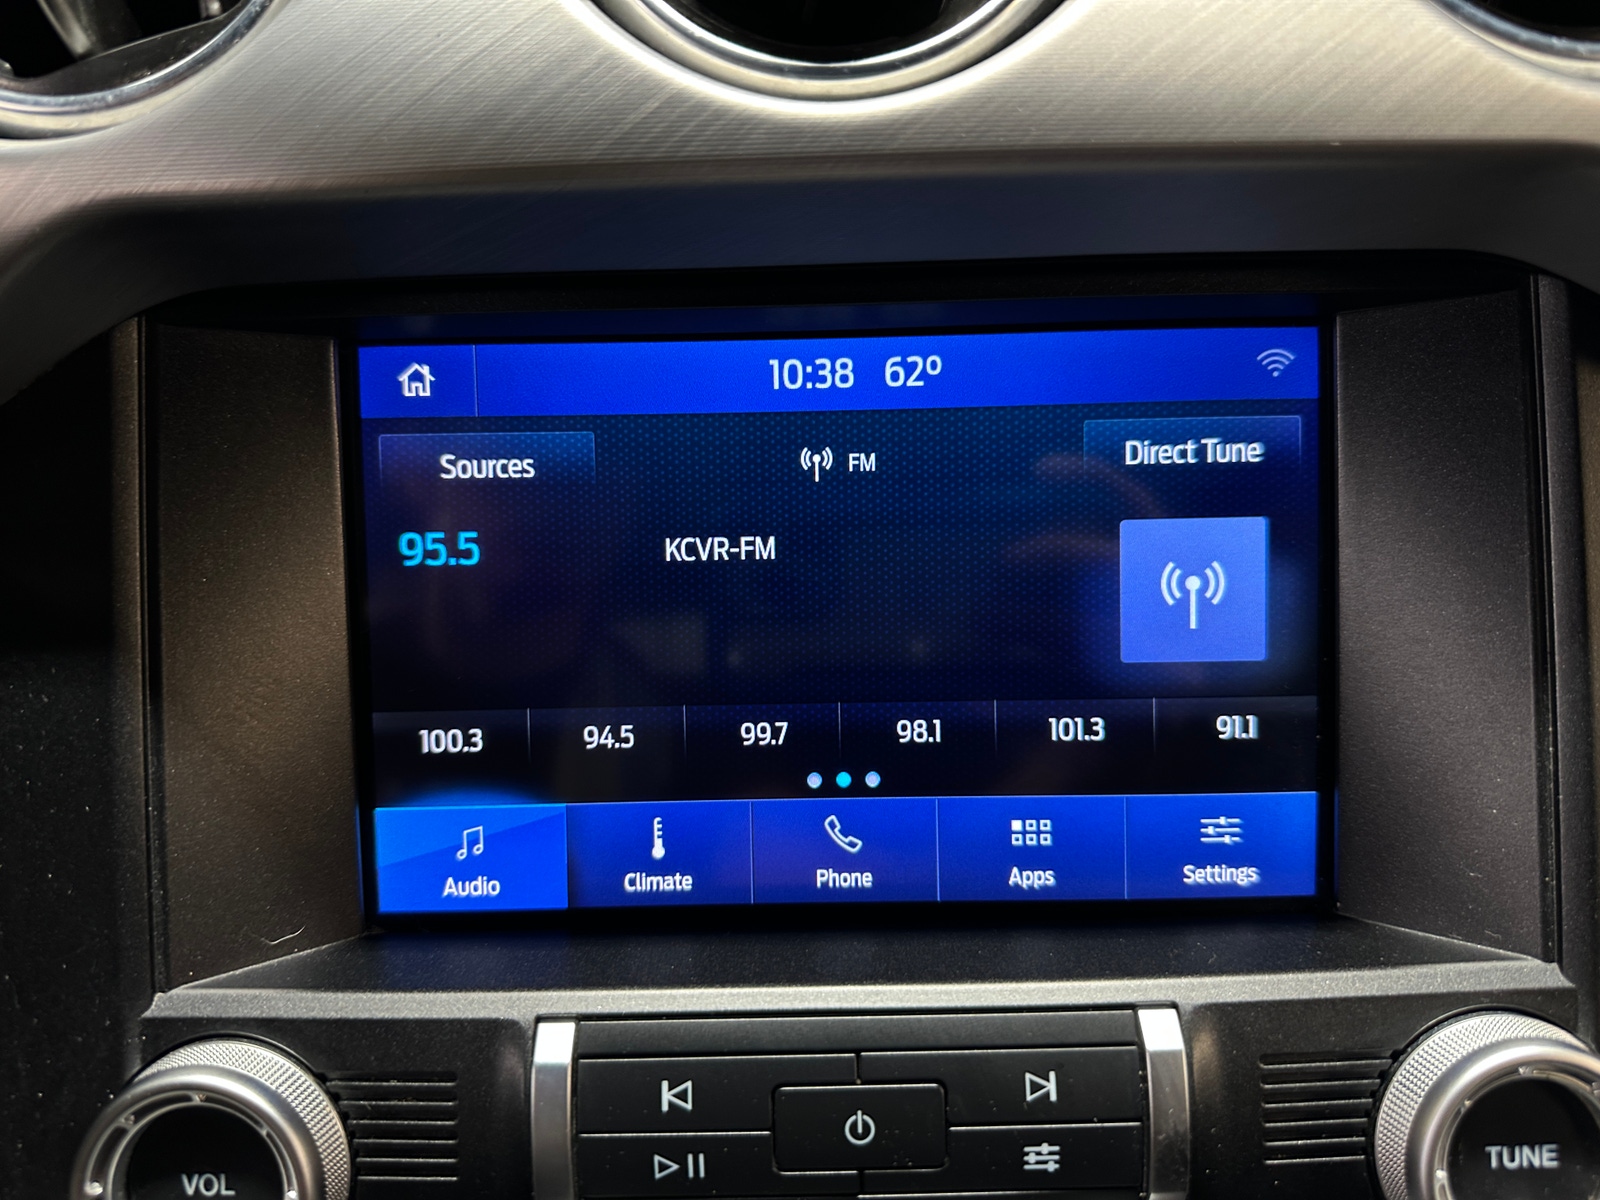 10:38 62°
Sources
FM
Direct Tune
95.5
KCVR-FM
100.3 94.5 99.7 98.1 101.3 91.1
Audio Climate Phone Apps Settings
VOL
TUNE